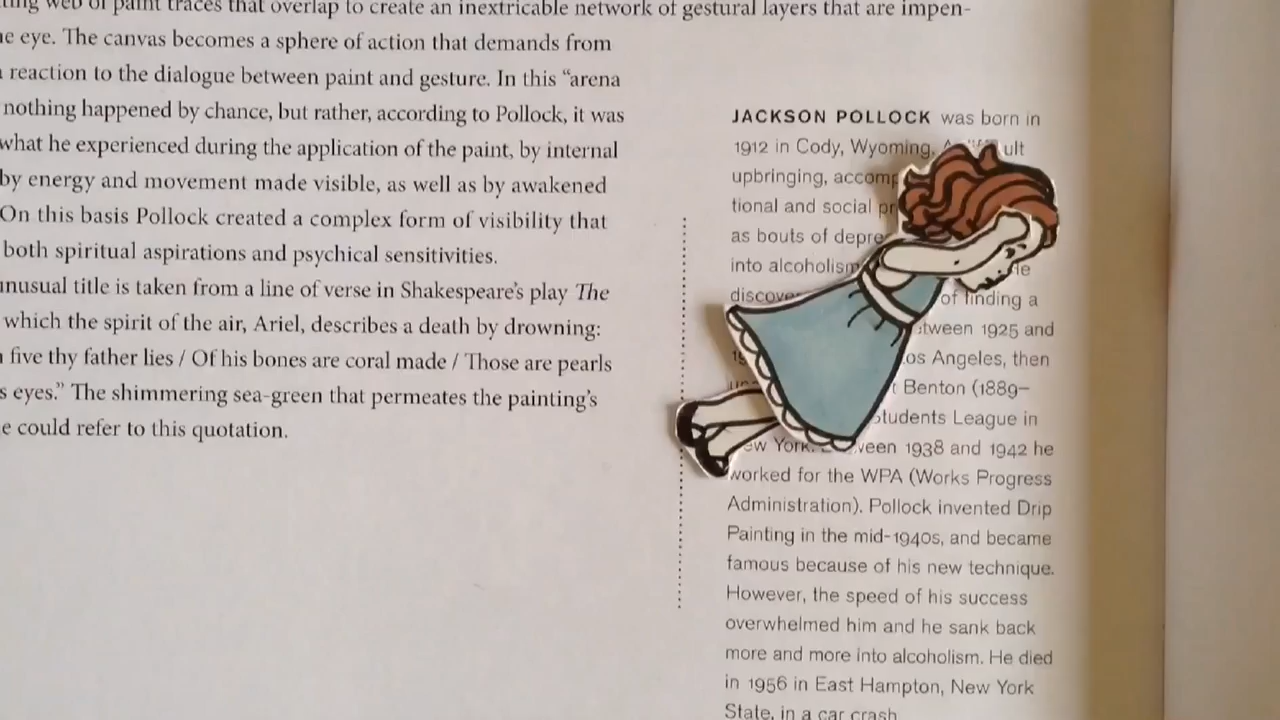 web of paint traces that overlap to create an inextricable network of gestural layers that are impen-
eye. The canvas becomes a sphere of action that demands from
reaction to the dialogue between paint and gesture. In this “arena
nothing happened by chance, but rather, according to Pollock, it was
what he experienced during the application of the paint, by internal
by energy and movement made visible, as well as by awakened
On this basis Pollock created a complex form of visibility that
both spiritual aspirations and psychical sensitivities.
unusual title is taken from a line of verse in Shakespeare’s play The
which the spirit of the air, Ariel, describes a death by drowning:
five thy father lies / Of his bones are coral made / Those are pearls
eyes.” The shimmering sea-green that permeates the painting’s
could refer to this quotation.
JACKSON POLLOCK was born in
1912 in Cody, Wyoming.
upbringing,
tional and social
as bouts of
into
of finding a
1925 and
Angeles, then
Benton (1889–
Students League in
York. 1938 and 1942 he
worked for the WPA (Works Progress
Administration). Pollock invented Drip
Painting in the mid-1940s, and became
famous because of his new technique.
However, the speed of his success
overwhelmed him and he sank back
more and more into alcoholism. He died
in 1956 in East Hampton, New York
State, in a car crash